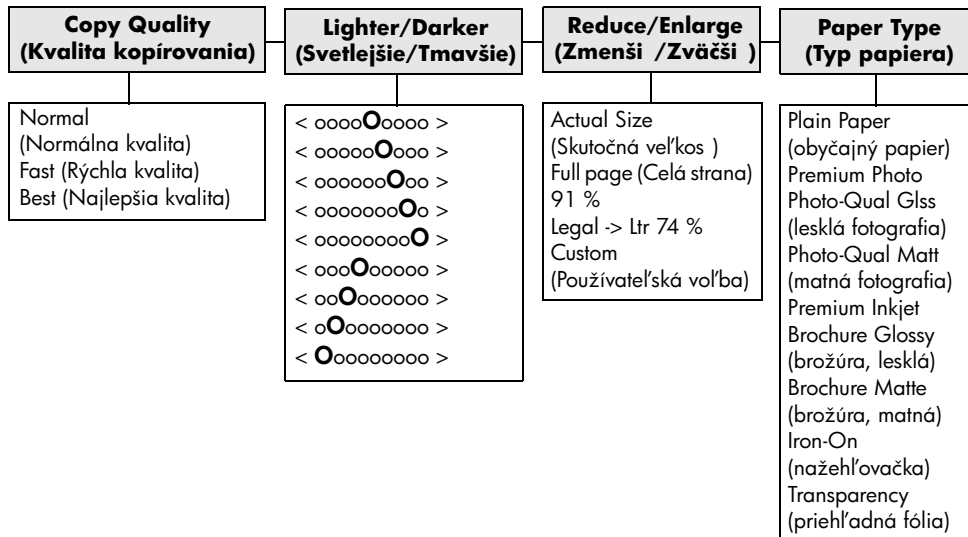 Copy Quality
(Kvalita kopírovania)
Normal
(Normálna kvalita)
Fast (Rýchla kvalita)
Best (Najlepšia kvalita)
Lighter/Darker
(Svetlejšie/Tmavšie)
< ooooOoooo >
< oooooOooo >
< ooooooOoo >
< oooooooOo >
< ooooooooO >
< oooOooooo >
< ooOoooooo >
< oOooooooo >
< Ooooooooo >
Reduce/Enlarge
(Zmenši /Zväčši )
Actual Size
(Skutočná veľkos )
Full page (Celá strana)
91 %
Legal -> Ltr 74 %
Custom
(Používateľská voľba)
Paper Type
(Typ papiera)
Plain Paper
(obyčajný papier)
Premium Photo
Photo-Qual Glss
(lesklá fotografia)
Photo-Qual Matt
(matná fotografia)
Premium Inkjet
Brochure Glossy
(brožúra, lesklá)
Brochure Matte
(brožúra, matná)
Iron-On
(nažehľovačka)
Transparency
(priehľadná fólia)